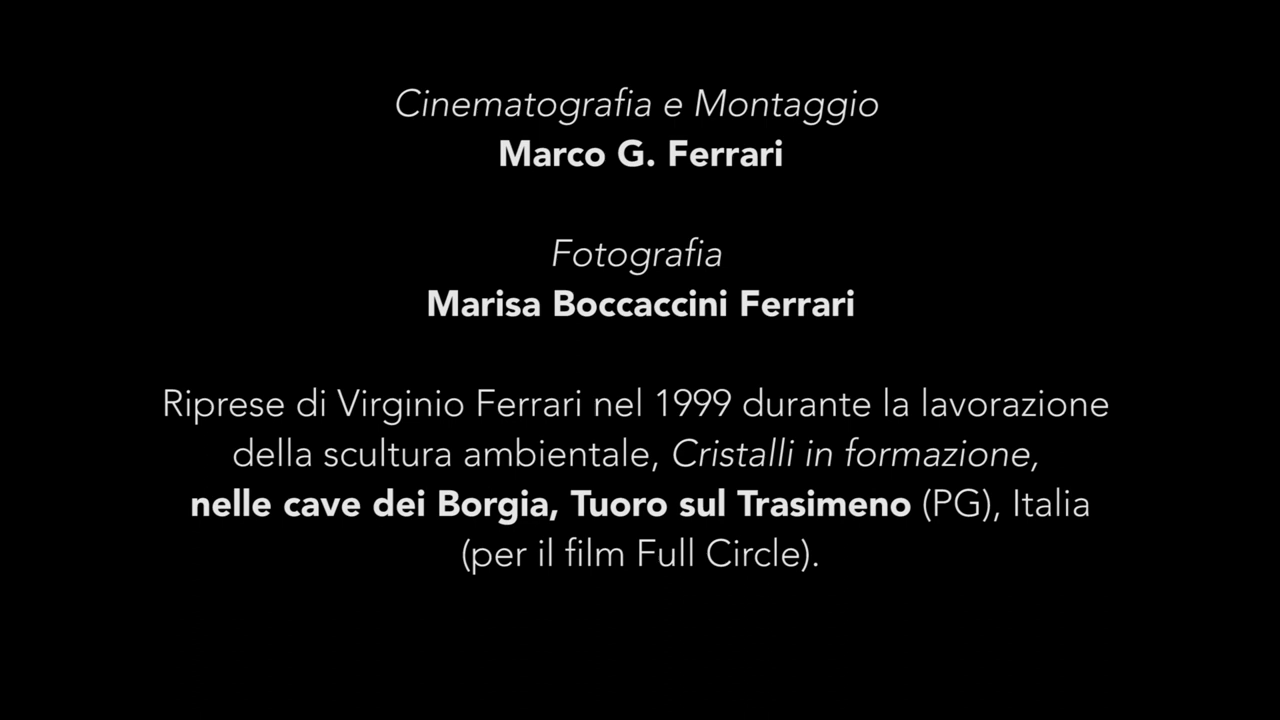 Cinematografia e Montaggio
Marco G. Ferrari
Fotografia
Marisa Boccaccini Ferrari
Riprese di Virginio Ferrari nel 1999 durante la lavorazione
della scultura ambientale, Cristalli in formazione,
nelle cave dei Borgia, Tuoro sul Trasimeno (PG), Italia
(per il film Full Circle).